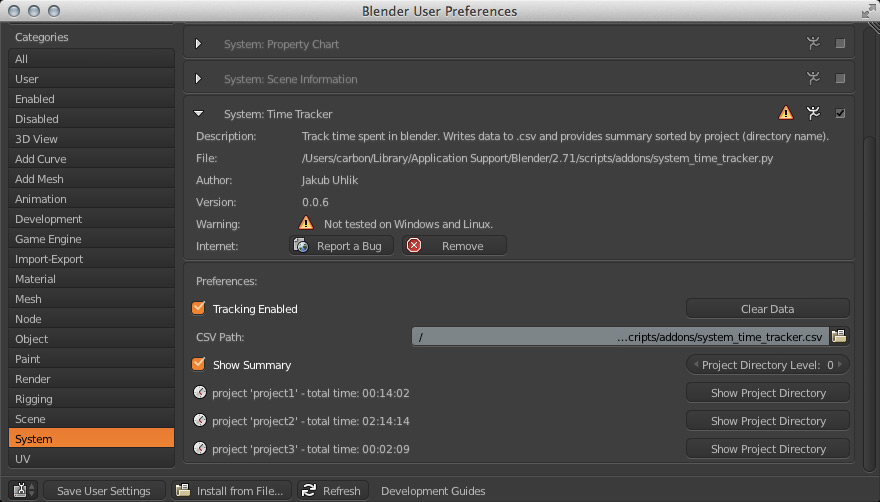 Blender User Preferences
Categories
All
User
Enabled
Disabled
3D View
Add Curve
Add Mesh
Animation
Development
Game Engine
Import-Export
Material
Mesh
Node
Object
Paint
Render
Rigging
Scene
System
UV
System: Property Chart
System: Scene Information
System: Time Tracker
Description: Track time spent in blender. Writes data to .csv and provides summary sorted by project (directory name).
File: /Users/carbon/Library/Application Support/Blender/2.71/scripts/addons/system_time_tracker.py
Author: Jakub Uhlik
Version: 0.0.6
Warning: Not tested on Windows and Linux.
Internet: Report a Bug Remove
Preferences:
Tracking Enabled Clear Data
CSV Path: / ...cripts/addons/system_time_tracker.csv
Show Summary Project Directory Level: 0
project 'project1' - total time: 00:14:02 Show Project Directory
project 'project2' - total time: 02:14:14 Show Project Directory
project 'project3' - total time: 00:02:09 Show Project Directory
Save User Settings Install from File... Refresh Development Guides